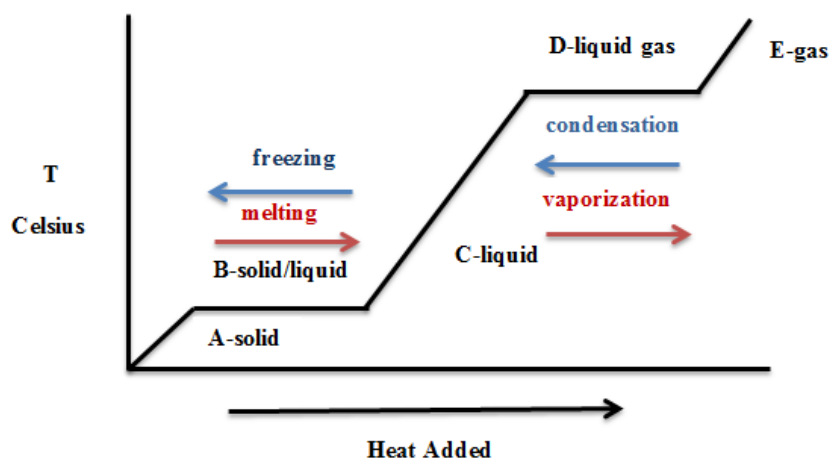 D-liquid gas
E-gas
condensation
freezing
T
Celsius
melting
vaporization
B-solid/liquid
C-liquid
A-solid
Heat Added